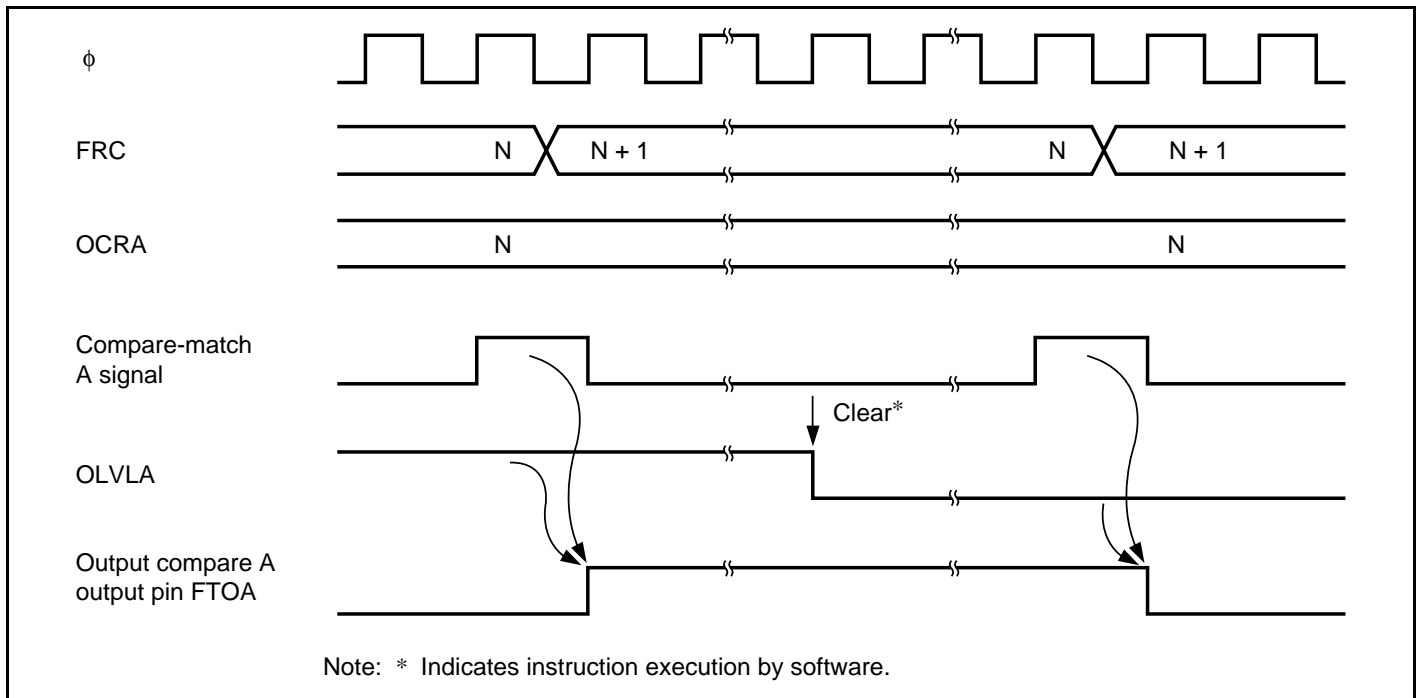 ϕ
FRC N N + 1 N N + 1
OCRA N N
Compare-match
A signal
Clear*
OLVLA
Output compare A
output pin FTOA
Note: * Indicates instruction execution by software.